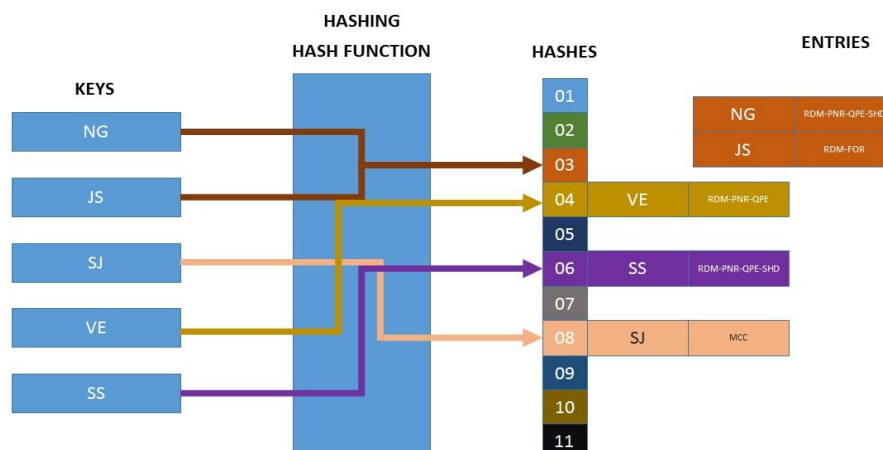 HASHING
HASH FUNCTION
KEYS
HASHES
ENTRIES
NG
JS
SJ
VE
SS
01
02
03
04 VE RDM-PNR-QPE
05
06 SS RDM-PNR-QPE-SHD
07
08 SJ MCC
09
10
11
NG RDM-PNR-QPE-SHD
JS RDM-FOR